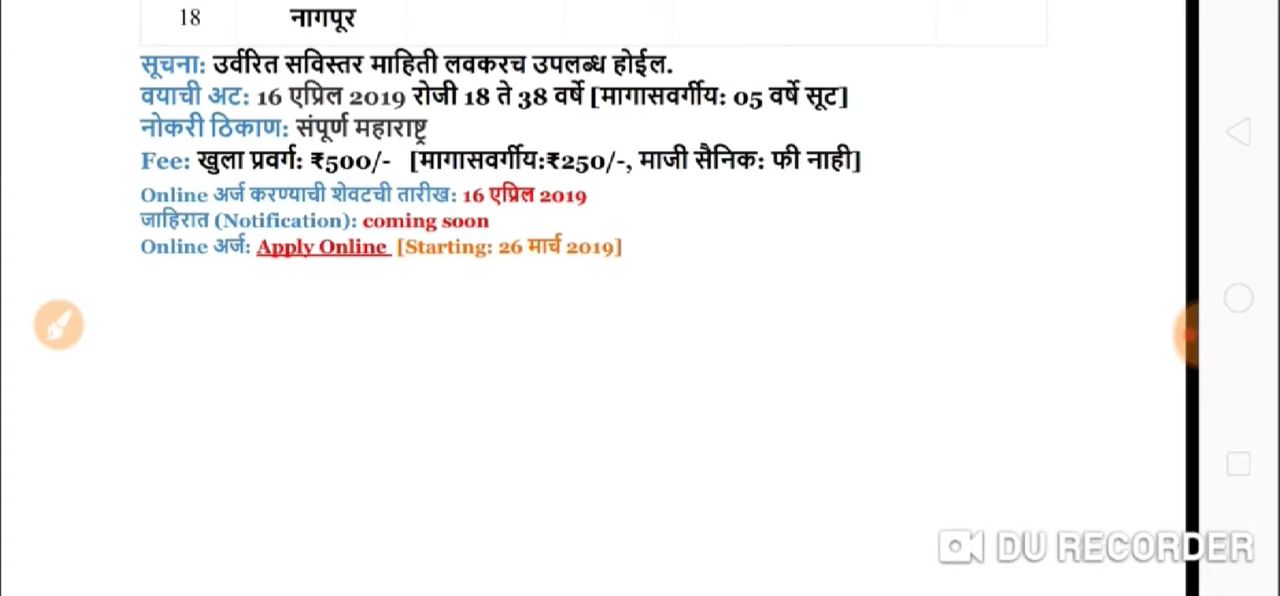 18 नागपूर
सूचना: उर्वरित सविस्तर माहिती लवकरच उपलब्ध होईल.
वयाची अट: 16 एप्रिल 2019 रोजी 18 ते 38 वर्षे [मागासवर्गीय: 05 वर्षे सूट]
नोकरी ठिकाण: संपूर्ण महाराष्ट्र
Fee: खुला प्रवर्ग: ₹500/- [मागासवर्गीय:₹250/-, माजी सैनिक: फी नाही]
Online अर्ज करण्याची शेवटची तारीख: 16 एप्रिल 2019
जाहिरात (Notification): coming soon
Online अर्ज: Apply Online [Starting: 26 मार्च 2019]
DU RECORDER